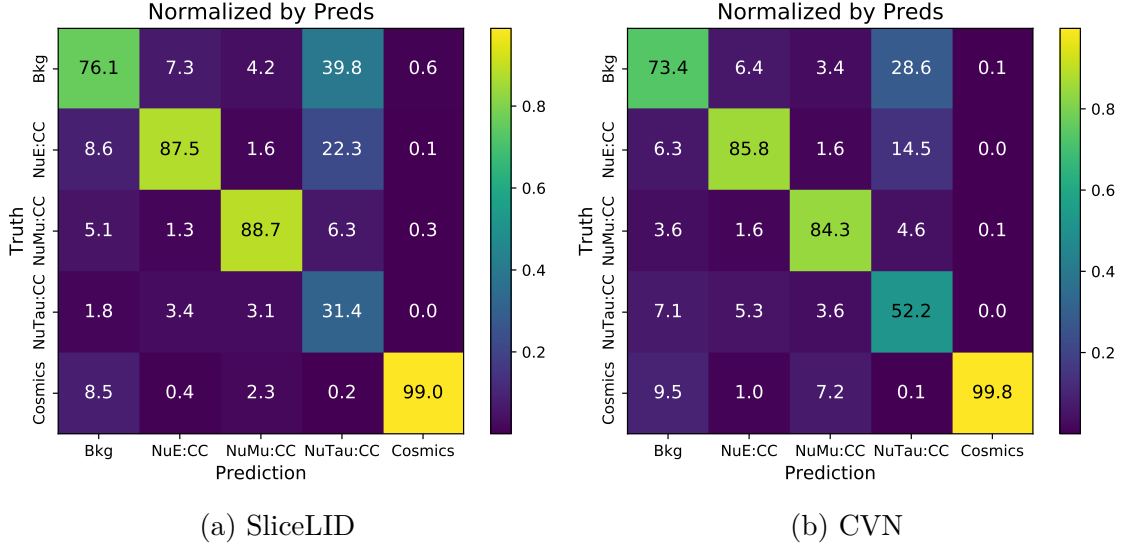 Normalized by Preds
Truth
Bkg
76.1 7.3 4.2 39.8 0.6
NuE:CC
8.6 87.5 1.6 22.3 0.1
NuMu:CC
5.1 1.3 88.7 6.3 0.3
NuTau:CC
1.8 3.4 3.1 31.4 0.0
Cosmics
8.5 0.4 2.3 0.2 99.0
Bkg NuE:CC NuMu:CC NuTau:CC Cosmics
Prediction
0.8
0.6
0.4
0.2
(a) SliceLID
Normalized by Preds
Truth
Bkg
73.4 6.4 3.4 28.6 0.1
NuE:CC
6.3 85.8 1.6 14.5 0.0
NuMu:CC
3.6 1.6 84.3 4.6 0.1
NuTau:CC
7.1 5.3 3.6 52.2 0.0
Cosmics
9.5 1.0 7.2 0.1 99.8
Bkg NuE:CC NuMu:CC NuTau:CC Cosmics
Prediction
0.8
0.6
0.4
0.2
(b) CVN